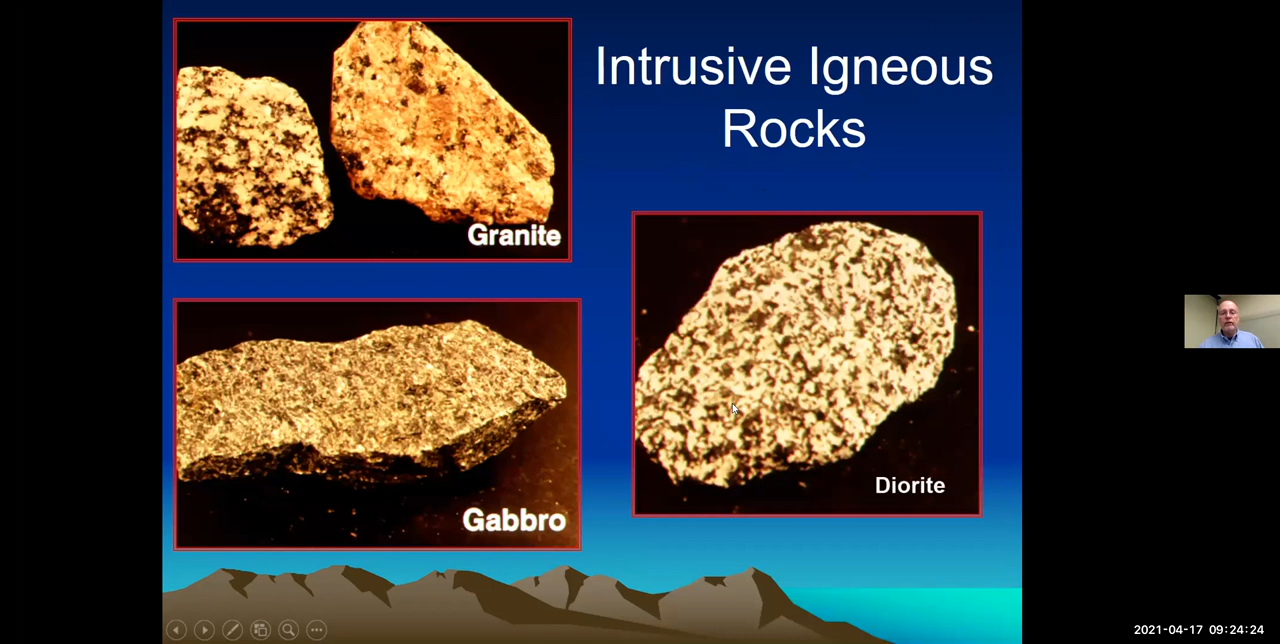 Intrusive Igneous
Rocks
Granite
Gabbro
Diorite
2021-04-17 09:24:24